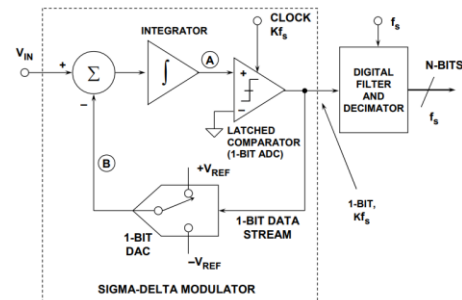 CLOCK
Kfs
fs
INTEGRATOR
VIN
+
Σ
−
∫
A
+
−
LATCHED
COMPARATOR
(1-BIT ADC)
DIGITAL
FILTER
AND
DECIMATOR
N-BITS
fs
B
+VREF
1-BIT
DAC
−VREF
1-BIT DATA
STREAM
1-BIT,
Kfs
SIGMA-DELTA MODULATOR